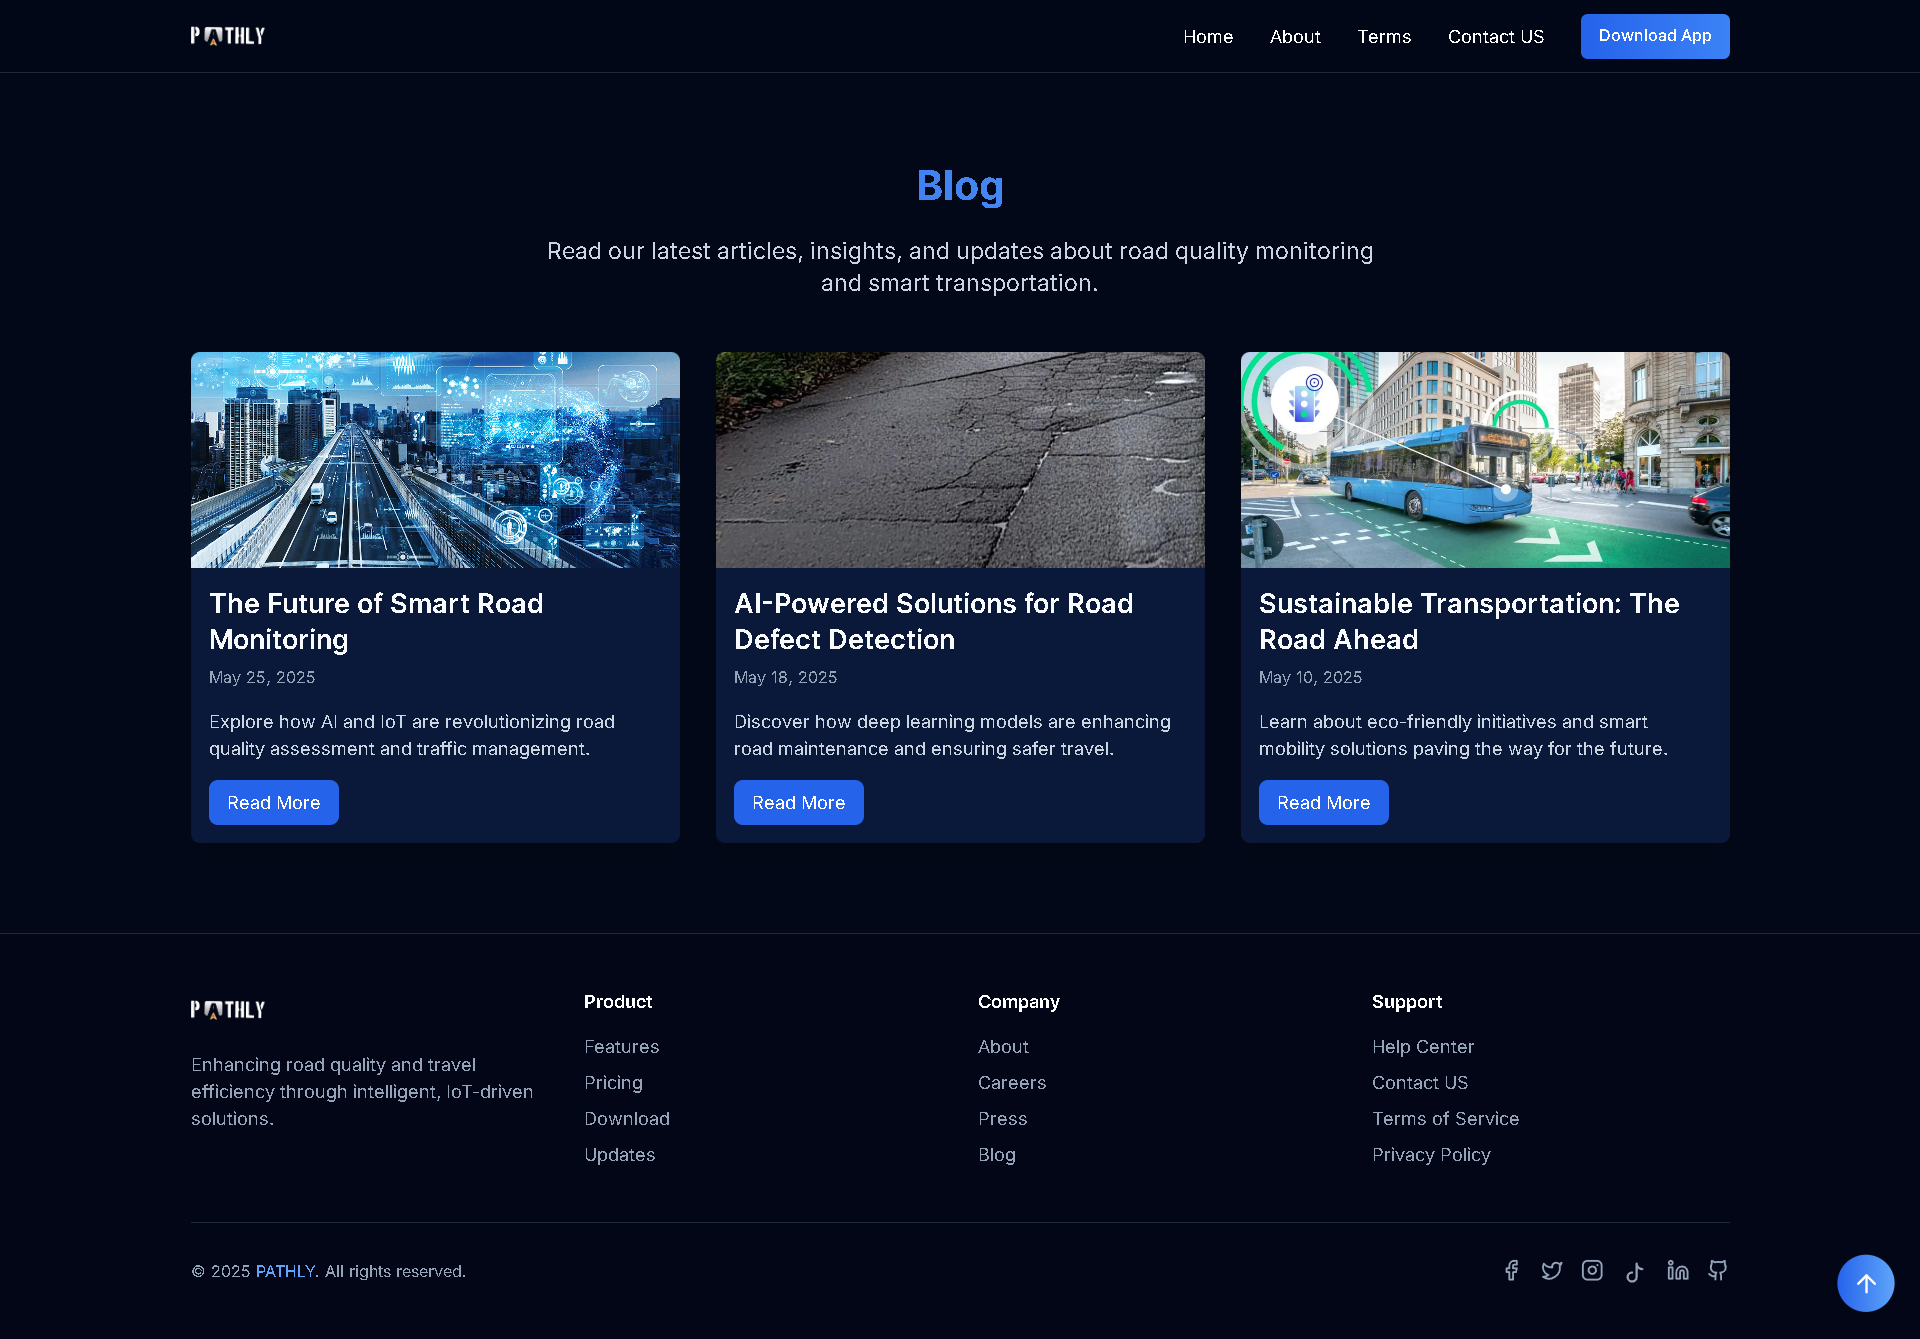 PATHLY
Home
About
Terms
Contact US
Download App
Blog
Read our latest articles, insights, and updates about road quality monitoring
and smart transportation.
The Future of Smart Road
Monitoring
May 25, 2025
Explore how AI and IoT are revolutionizing road
quality assessment and traffic management.
Read More
AI-Powered Solutions for Road
Defect Detection
May 18, 2025
Discover how deep learning models are enhancing
road maintenance and ensuring safer travel.
Read More
Sustainable Transportation: The
Road Ahead
May 10, 2025
Learn about eco-friendly initiatives and smart
mobility solutions paving the way for the future.
Read More
PATHLY
Enhancing road quality and travel
efficiency through intelligent, IoT-driven
solutions.
Product
Features
Pricing
Download
Updates
Company
About
Careers
Press
Blog
Support
Help Center
Contact US
Terms of Service
Privacy Policy
© 2025 PATHLY. All rights reserved.